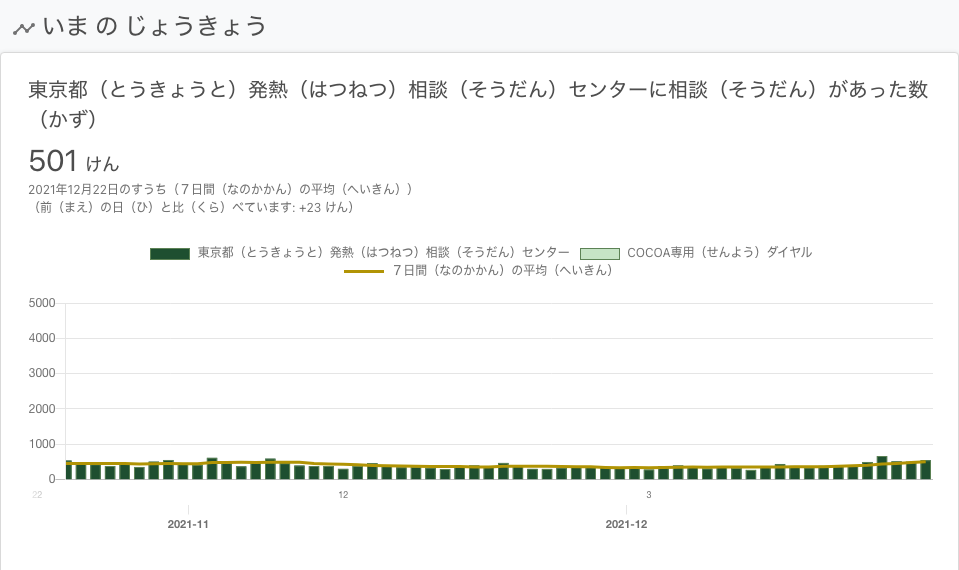 いま の じょうきょう
東京都（とうきょうと）発熱（はつねつ）相談（そうだん）センターに相談（そうだん）があった数
（かず）
501 けん
2021年12月22日のすうち（７日間（なのかかん）の平均（へいきん））
（前（まえ）の日（ひ）と比（くら）べています: +23 けん）
東京都（とうきょうと）発熱（はつねつ）相談（そうだん）センター COCOA専用（せんよう）ダイヤル
７日間（なのかかん）の平均（へいきん）
5000
4000
3000
2000
1000
0
22 12 3
2021-11 2021-12